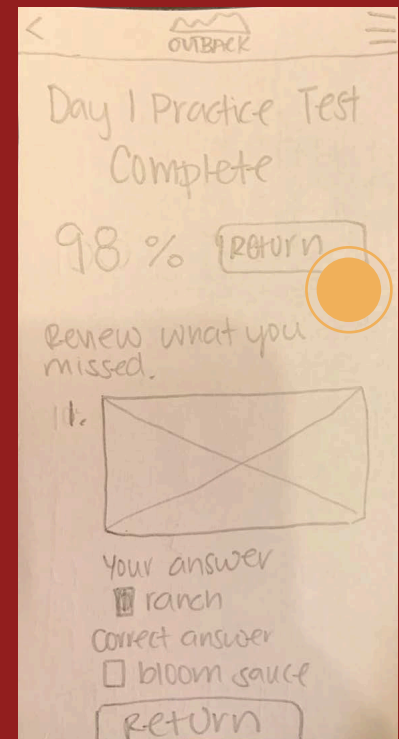 OUTBACK
Day 1 Practice Test
Complete
98 % Return
Review what you
missed.
11.
Your answer
ranch
Correct answer
bloom sauce
Return